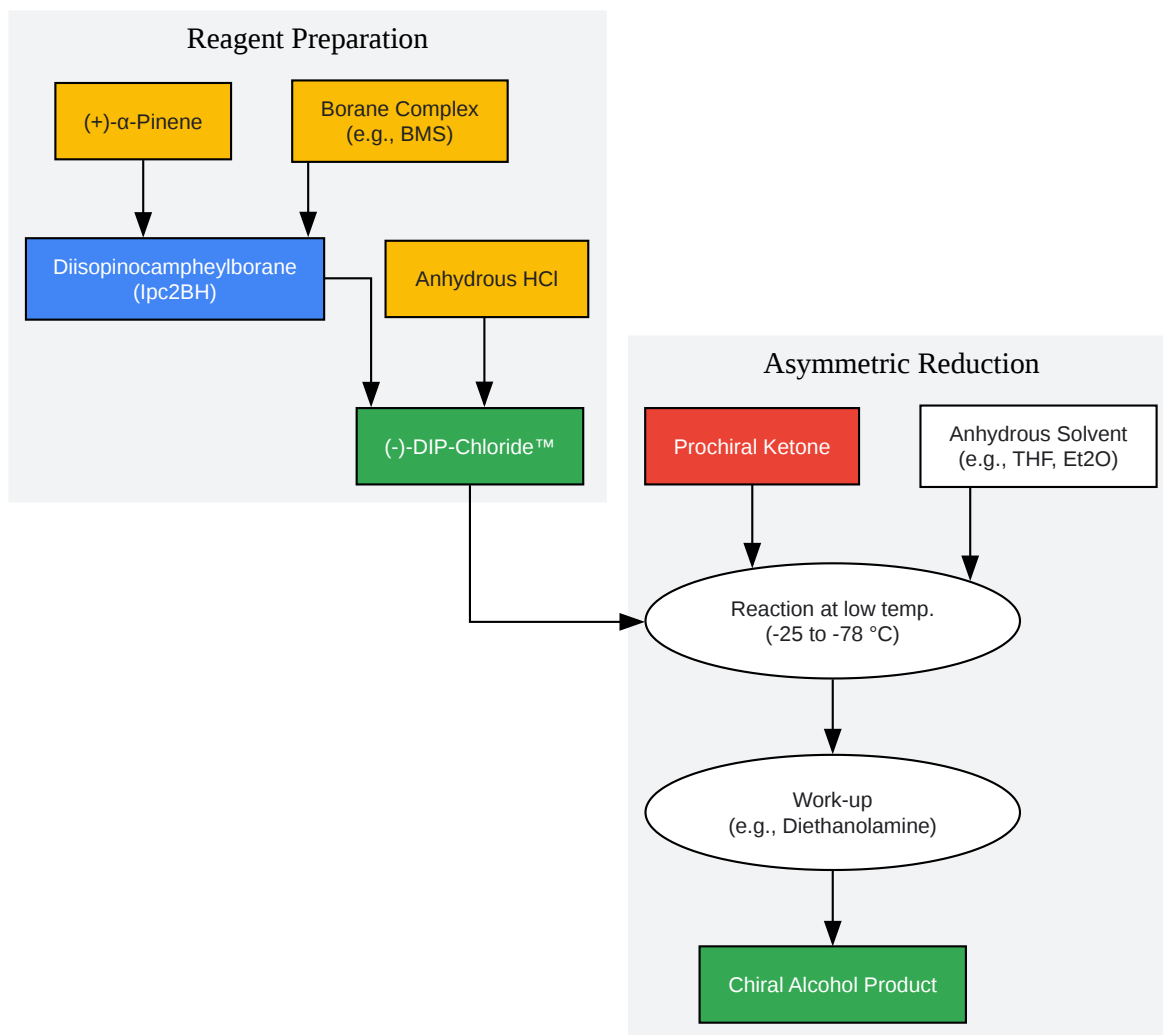 Reagent Preparation
(+)-α-Pinene
Borane Complex
(e.g., BMS)
Diisopinocampheylborane
(Ipc2BH)
Anhydrous HCl
(-)-DIP-Chloride™
Asymmetric Reduction
Prochiral Ketone
Anhydrous Solvent
(e.g., THF, Et2O)
Reaction at low temp.
(-25 to -78 °C)
Work-up
(e.g., Diethanolamine)
Chiral Alcohol Product